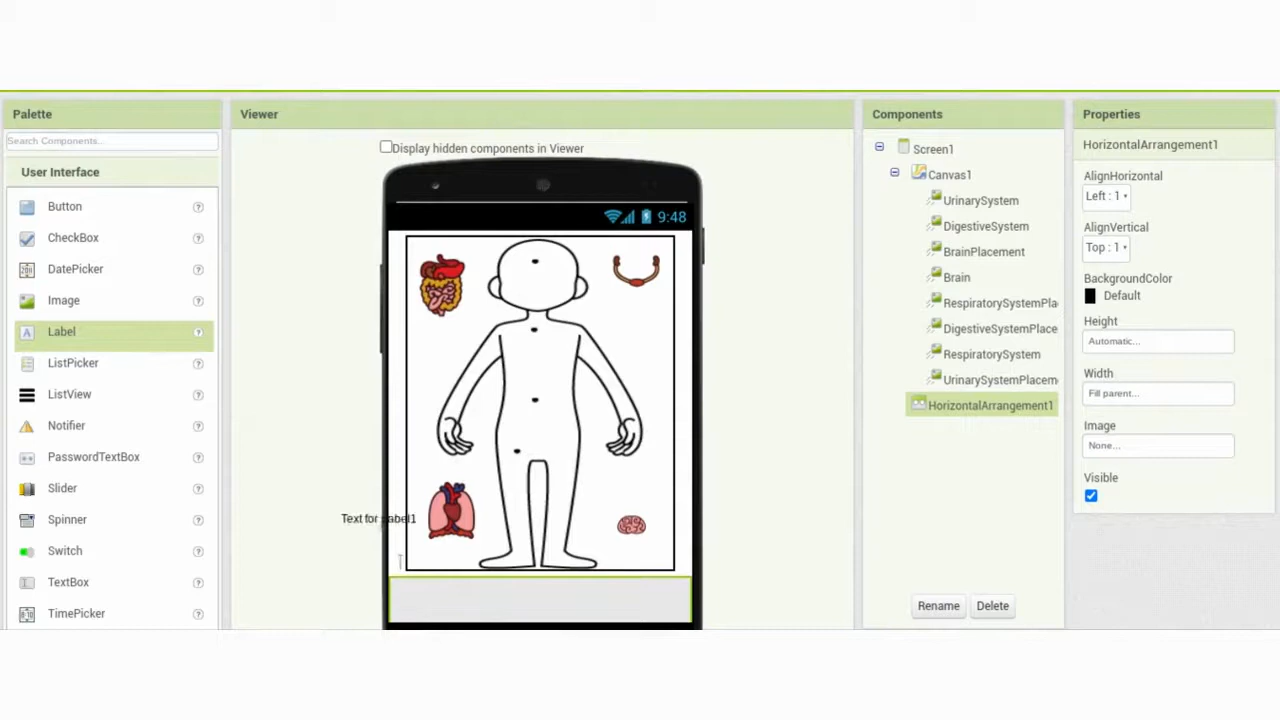 Palette
Search Components...
User Interface
Button
CheckBox
DatePicker
Image
Label
ListPicker
ListView
Notifier
PasswordTextBox
Slider
Spinner
Switch
TextBox
TimePicker
Viewer
Display hidden components in Viewer
9:48
Text for Label1
Components
Screen1
Canvas1
UrinarySystem
DigestiveSystem
BrainPlacement
Brain
RespiratorySystemPla
DigestiveSystemPlace
RespiratorySystem
UrinarySystemPlacem
HorizontalArrangement1
Rename
Delete
Properties
HorizontalArrangement1
AlignHorizontal
Left : 1
AlignVertical
Top : 1
BackgroundColor
Default
Height
Automatic...
Width
Fill parent...
Image
None...
Visible